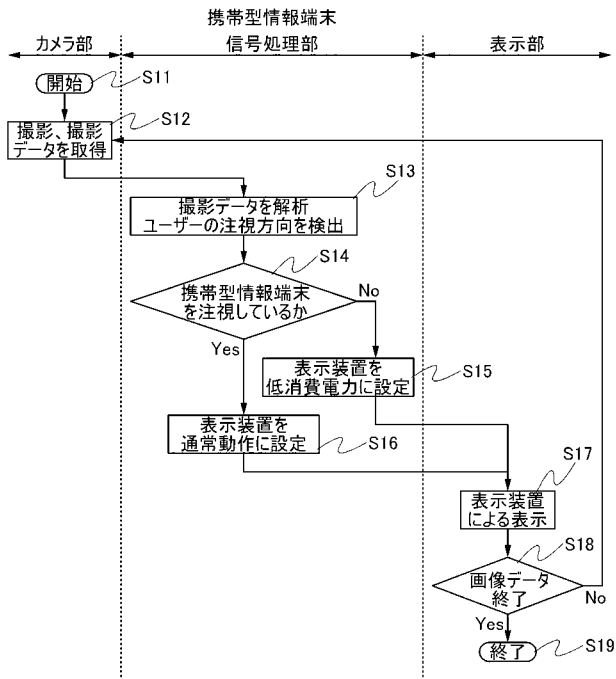 携帯型情報端末
カメラ部
信号処理部
表示部
開始
S11
S12
撮影、撮影
データを取得
S13
撮影データを解析
ユーザーの注視方向を検出
S14
携帯型情報端末
を注視しているか
No
Yes
表示装置を
低消費電力に設定
S15
表示装置を
通常動作に設定
S16
S17
表示装置
による表示
S18
画像データ
終了
No
Yes
終了
S19